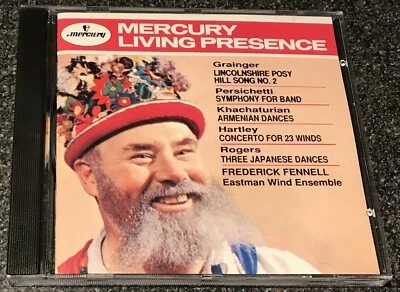 mercury
MERCURY
LIVING PRESENCE
Grainger
LINCOLNSHIRE POSY
HILL SONG NO. 2
Persichetti
SYMPHONY FOR BAND
Khachaturian
ARMENIAN DANCES
Hartley
CONCERTO FOR 23 WINDS
Rogers
THREE JAPANESE DANCES
FREDERICK FENNELL
Eastman Wind Ensemble